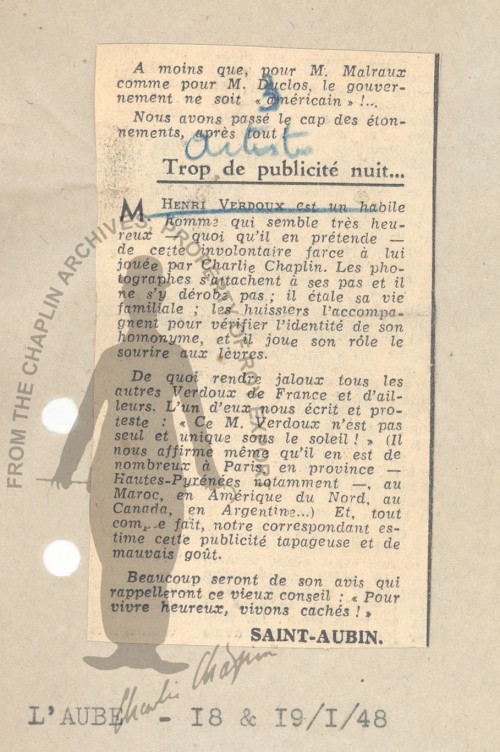 A moins que, pour M. Malraux
comme pour M. Duclos, le gouver-
nement ne soit « américain » !...
Nous avons passé le cap des éton-
nements, après tout !
3
Artiste
Trop de publicité nuit...
M HENRI VERDOUX est un habile
homme qui semble très heu-
reux — quoi qu'il en prétende —
de cette involontaire farce à lui
jouée par Charlie Chaplin. Les pho-
tographes s'attachent à ses pas et il
ne s'y dérobe pas ; il étale sa vie
familiale ; les huissiers l'accompa-
gnent pour vérifier l'identité de son
homonyme, et il joue son rôle le
sourire aux lèvres.
De quoi rendre jaloux tous les
autres Verdoux de France et d'ail-
leurs. L'un d'eux nous écrit et pro-
teste : « Ce M. Verdoux n'est pas
seul et unique sous le soleil ! » (Il
nous affirme même qu'il en est de
nombreux à Paris, en province —
Hautes-Pyrénées notamment —, au
Maroc, en Amérique du Nord, au
Canada, en Argentine...) Et, tout
compte fait, notre correspondant es-
time cette publicité tapageuse et de
mauvais goût.
Beaucoup seront de son avis qui
rappelleront ce vieux conseil : « Pour
vivre heureux, vivons cachés ! »
SAINT-AUBIN.
Charlie Chaplin
L'AUBE - 18 & 19/I/48
FROM THE CHAPLIN ARCHIVES, PROPERTY OF ROY EXPORT